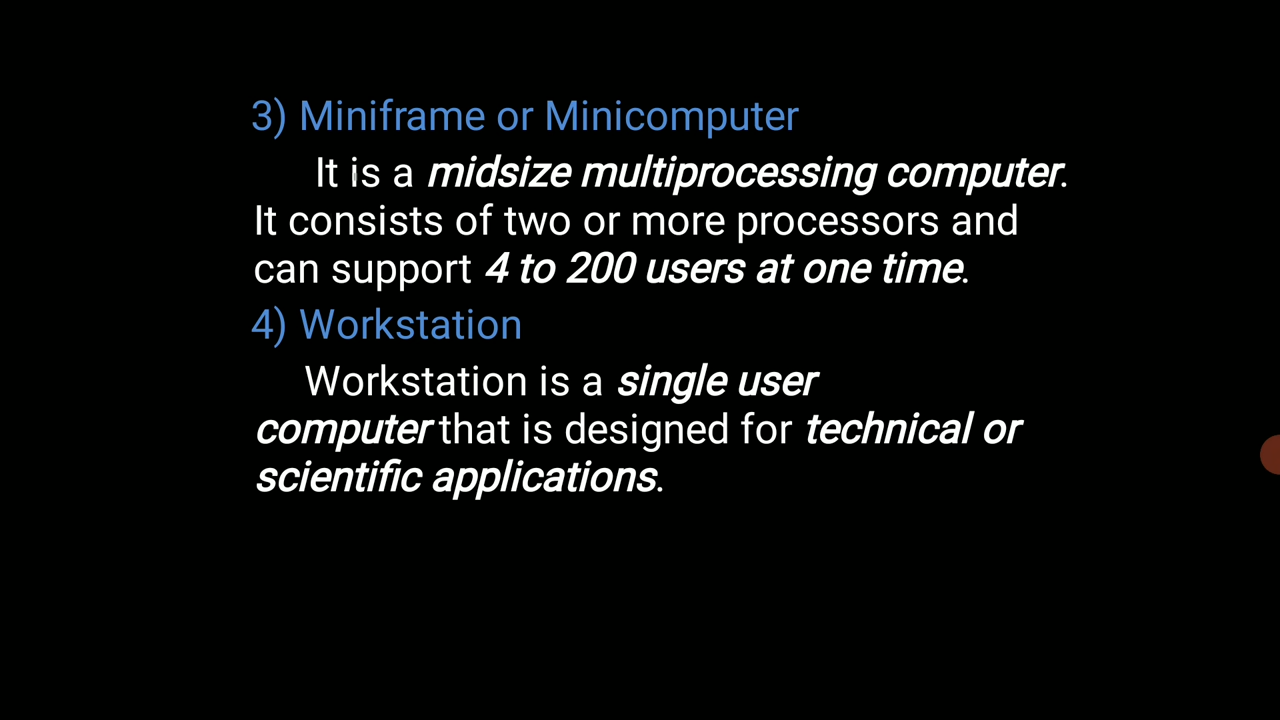 3) Miniframe or Minicomputer
It is a midsize multiprocessing computer.
It consists of two or more processors and
can support 4 to 200 users at one time.
4) Workstation
Workstation is a single user
computer that is designed for technical or
scientific applications.